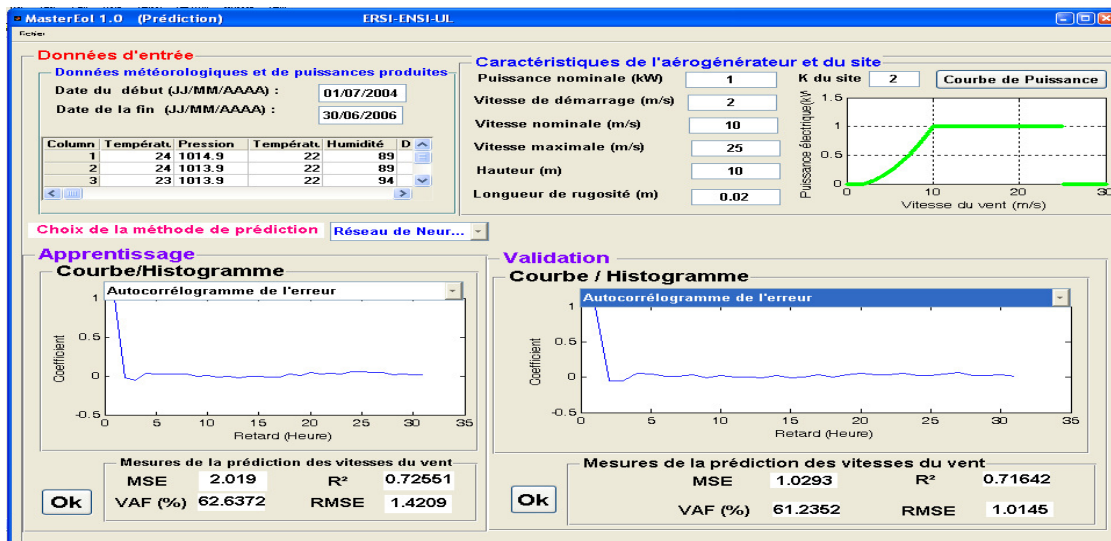 MasterEol 1.0 (Prédiction) ERSI-ENSI-UL
Fichier
Données d'entrée
Données météorologiques et de puissances produites
Date du début (JJ/MM/AAAA) : 01/07/2004
Date de la fin (JJ/MM/AAAA) : 30/06/2006
Column Températu Pression Températu Humidité D
1 24 1014.9 22 89
2 24 1013.9 22 89
3 23 1013.9 22 94
Caractéristiques de l'aérogénérateur et du site
Puissance nominale (kW) 1
Vitesse de démarrage (m/s) 2
Vitesse nominale (m/s) 10
Vitesse maximale (m/s) 25
Hauteur (m) 10
Longueur de rugosité (m) 0.02
K du site 2 Courbe de Puissance
Puissance électrique(kW
1.5
1
0.5
0
0 10 20 30
Vitesse du vent (m/s)
Choix de la méthode de prédiction Réseau de Neur...
Apprentissage
Courbe/Histogramme
Autocorrélogramme de l'erreur
Coefficient
1
0.5
0
-0.5
0 5 10 15 20 25 30 35
Retard (Heure)
Mesures de la prédiction des vitesses du vent
MSE 2.019 R² 0.72551
Ok
VAF (%) 62.6372 RMSE 1.4209
Validation
Courbe / Histogramme
Autocorrélogramme de l'erreur
Coefficient
1
0.5
0
-0.5
0 5 10 15 20 25 30 35
Retard (Heure)
Mesures de la prédiction des vitesses du vent
MSE 1.0293 R² 0.71642
Ok
VAF (%) 61.2352 RMSE 1.0145